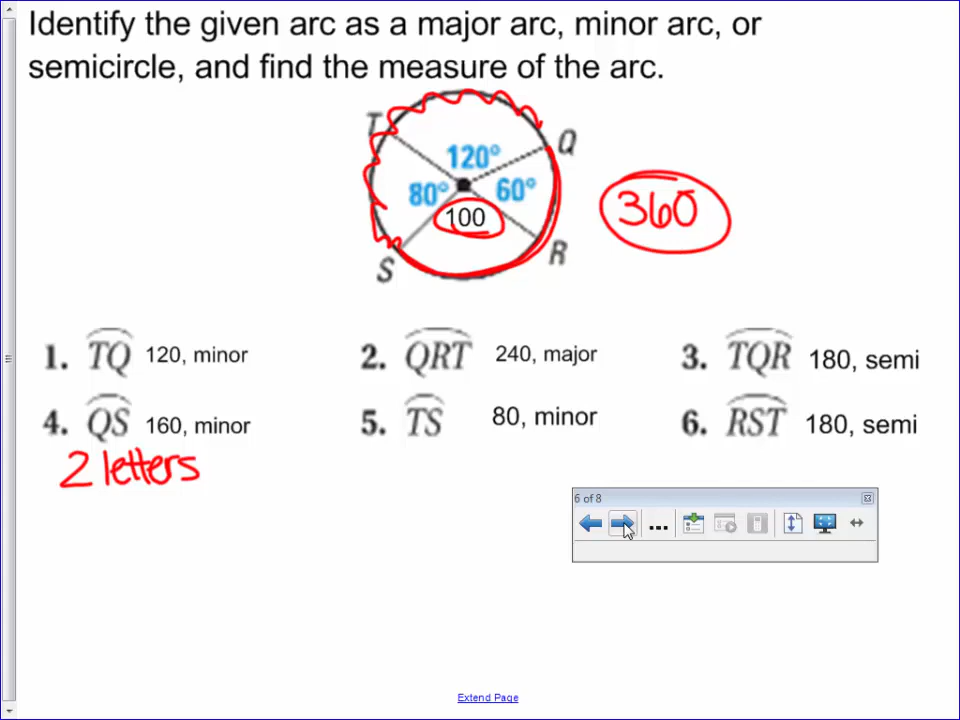 Identify the given arc as a major arc, minor arc, or
semicircle, and find the measure of the arc.
T
Q
120°
80°
60°
360
100
R
S
1. TQ 120, minor
2. QRT 240, major
3. TQR 180, semi
4. QS 160, minor
5. TS 80, minor
6. RST 180, semi
2 letters
6 of 8
...
Extend Page